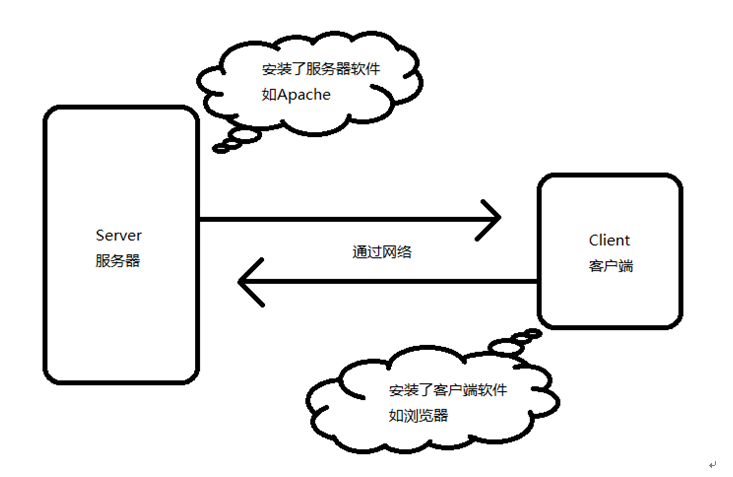 安装了服务器软件
如Apache
Server
服务器
通过网络
Client
客户端
安装了客户端软件
如浏览器